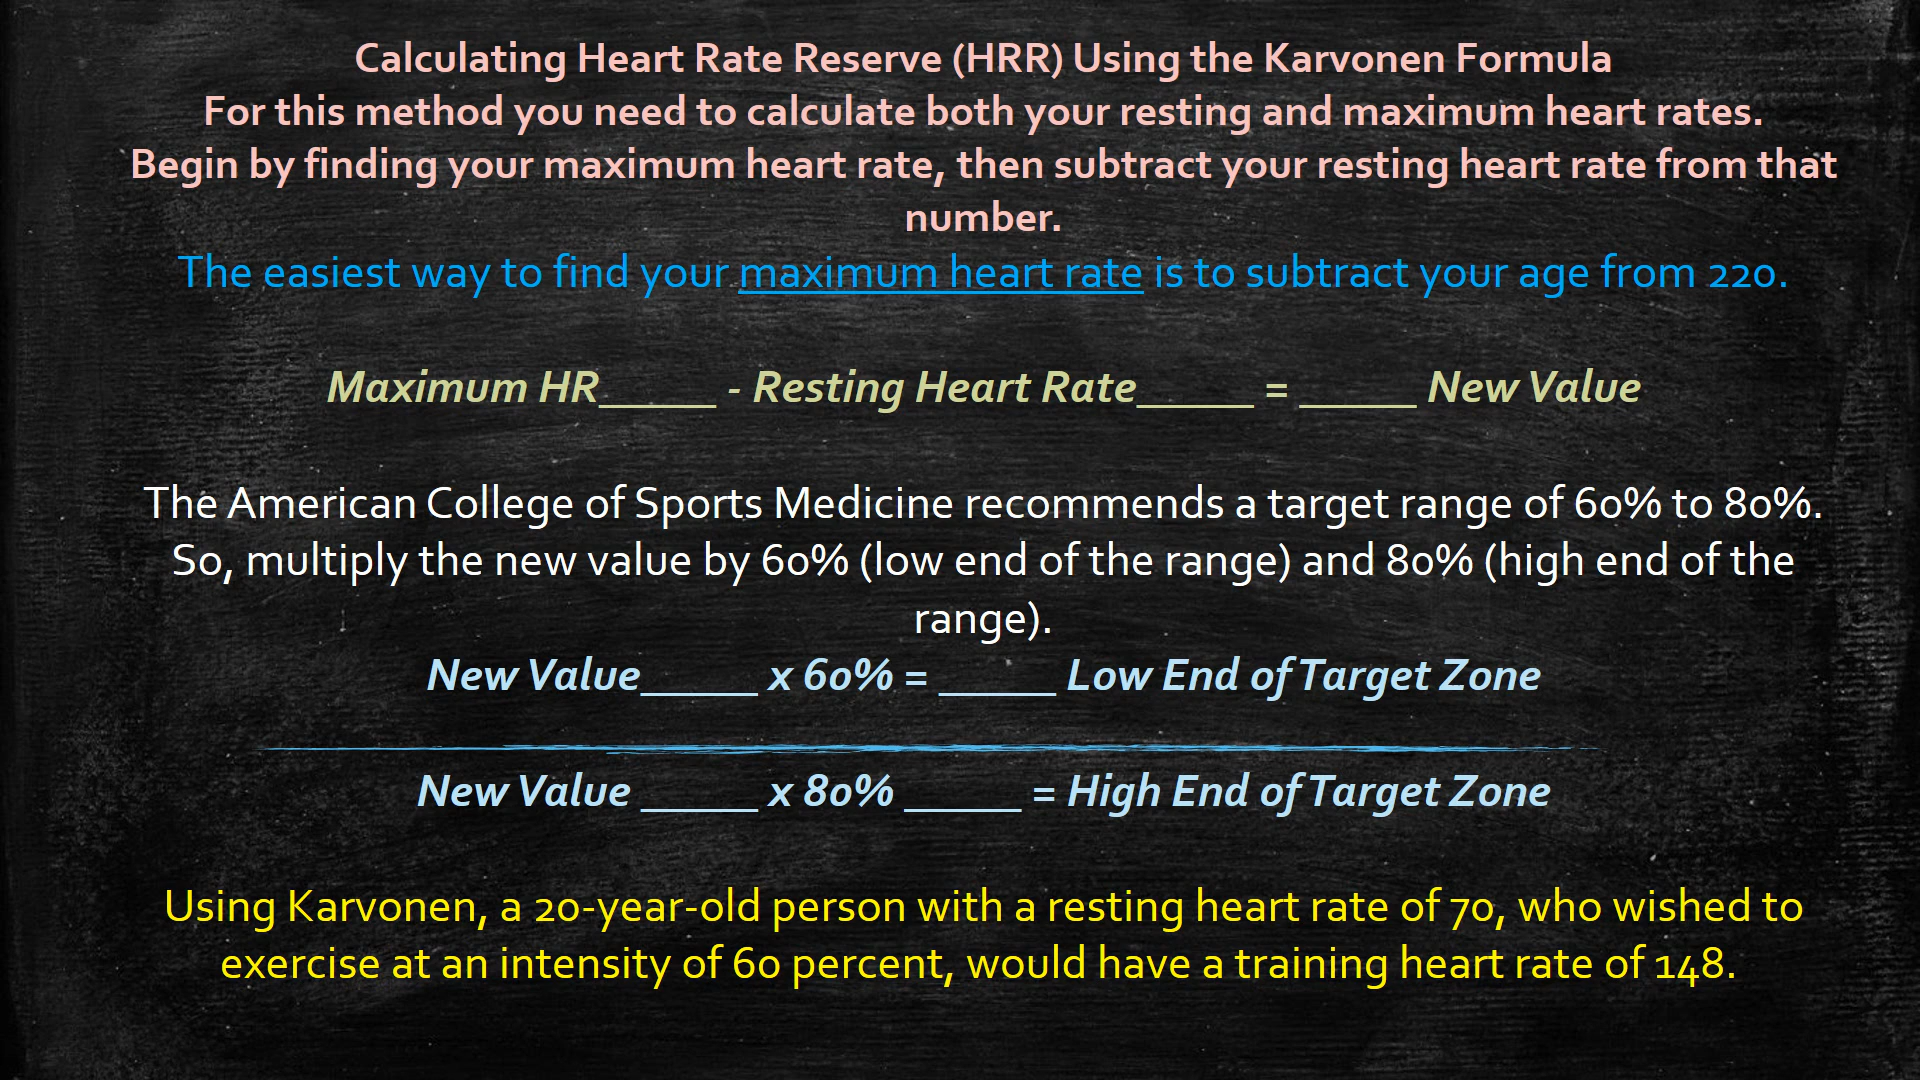 Calculating Heart Rate Reserve (HRR) Using the Karvonen Formula
For this method you need to calculate both your resting and maximum heart rates.
Begin by finding your maximum heart rate, then subtract your resting heart rate from that
number.
The easiest way to find your maximum heart rate is to subtract your age from 220.
Maximum HR_____ - Resting Heart Rate_____ = _____ New Value
The American College of Sports Medicine recommends a target range of 60% to 80%.
So, multiply the new value by 60% (low end of the range) and 80% (high end of the
range).
New Value_____ x 60% = _____ Low End of Target Zone
New Value _____ x 80% _____ = High End of Target Zone
Using Karvonen, a 20-year-old person with a resting heart rate of 70, who wished to
exercise at an intensity of 60 percent, would have a training heart rate of 148.